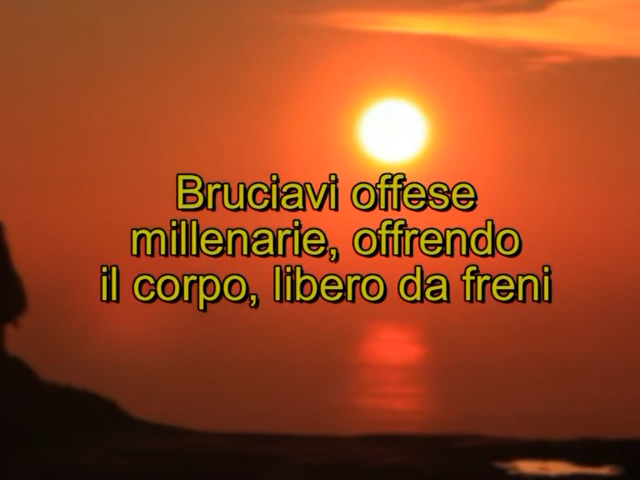 Bruciavi offese
millenarie, offrendo
il corpo, libero da freni